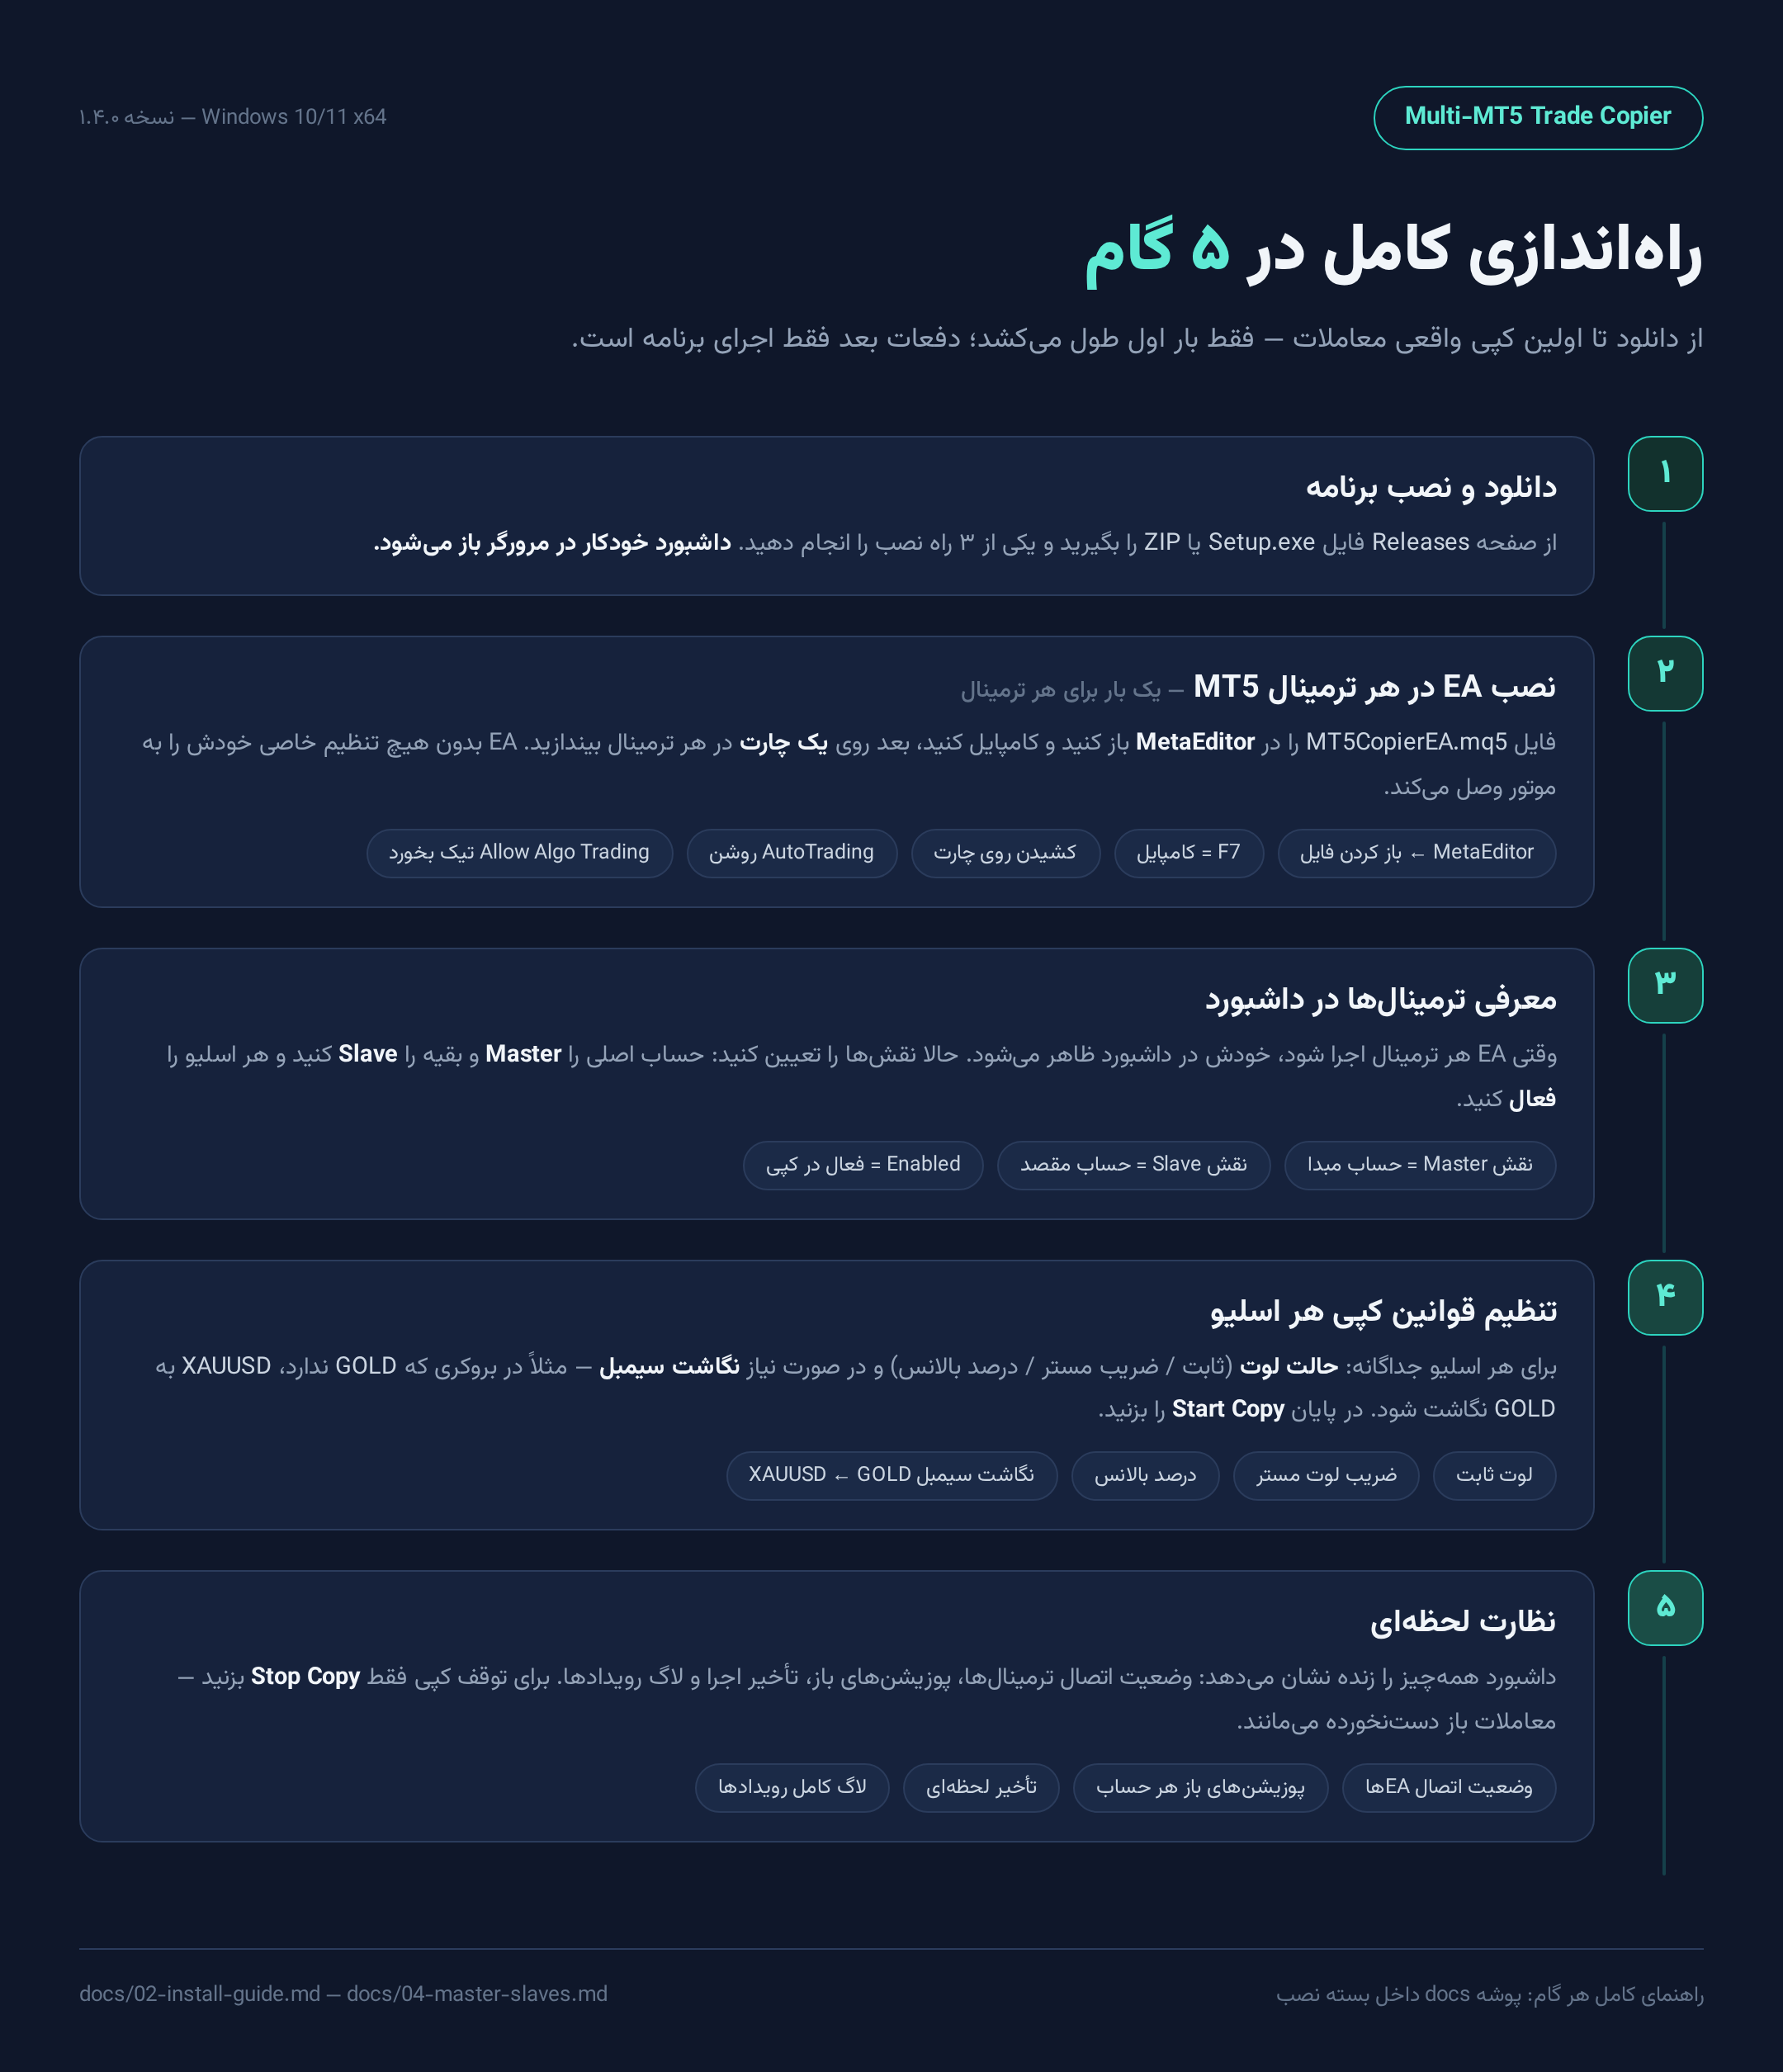 Multi-MT5 Trade Copier
نسخه ۱.۴.۰ — Windows 10/11 x64
راه‌اندازی کامل در ۵ گام
از دانلود تا اولین کپی واقعی معاملات — فقط بار اول طول می‌کشد؛ دفعات بعد فقط اجرای برنامه است.
۱
دانلود و نصب برنامه
از صفحه Releases فایل Setup.exe یا ZIP را بگیرید و یکی از ۳ راه نصب را انجام دهید. داشبورد خودکار در مرورگر باز می‌شود.
۲
نصب EA در هر ترمینال MT5 — یک بار برای هر ترمینال
فایل MT5CopierEA.mq5 را در MetaEditor باز کنید و کامپایل کنید، بعد روی یک چارت در هر ترمینال بیندازید. EA بدون هیچ تنظیم خاصی خودش را به
موتور وصل می‌کند.
MetaEditor ← باز کردن فایل
F7 = کامپایل
کشیدن روی چارت
AutoTrading روشن
Allow Algo Trading تیک بخورد
۳
معرفی ترمینال‌ها در داشبورد
وقتی EA هر ترمینال اجرا شود، خودش در داشبورد ظاهر می‌شود. حالا نقش‌ها را تعیین کنید: حساب اصلی را Master و بقیه را Slave کنید و هر اسلیو را
فعال کنید.
نقش Master = حساب مبدا
نقش Slave = حساب مقصد
Enabled = فعال در کپی
۴
تنظیم قوانین کپی هر اسلیو
برای هر اسلیو جداگانه: حالت لوت (ثابت / ضریب مستر / درصد بالانس) و در صورت نیاز نگاشت سیمبل — مثلاً در بروکری که GOLD ندارد، XAUUSD به
GOLD نگاشت شود. در پایان Start Copy را بزنید.
لوت ثابت
ضریب لوت مستر
درصد بالانس
نگاشت سیمبل XAUUSD ← GOLD
۵
نظارت لحظه‌ای
داشبورد همه‌چیز را زنده نشان می‌دهد: وضعیت اتصال ترمینال‌ها، پوزیشن‌های باز، تأخیر اجرا و لاگ رویدادها. برای توقف کپی فقط Stop Copy بزنید —
معاملات باز دست‌نخورده می‌مانند.
وضعیت اتصال EAها
پوزیشن‌های باز هر حساب
تأخیر لحظه‌ای
لاگ کامل رویدادها
راهنمای کامل هر گام: پوشه docs داخل بسته نصب
docs/02-install-guide.md — docs/04-master-slaves.md